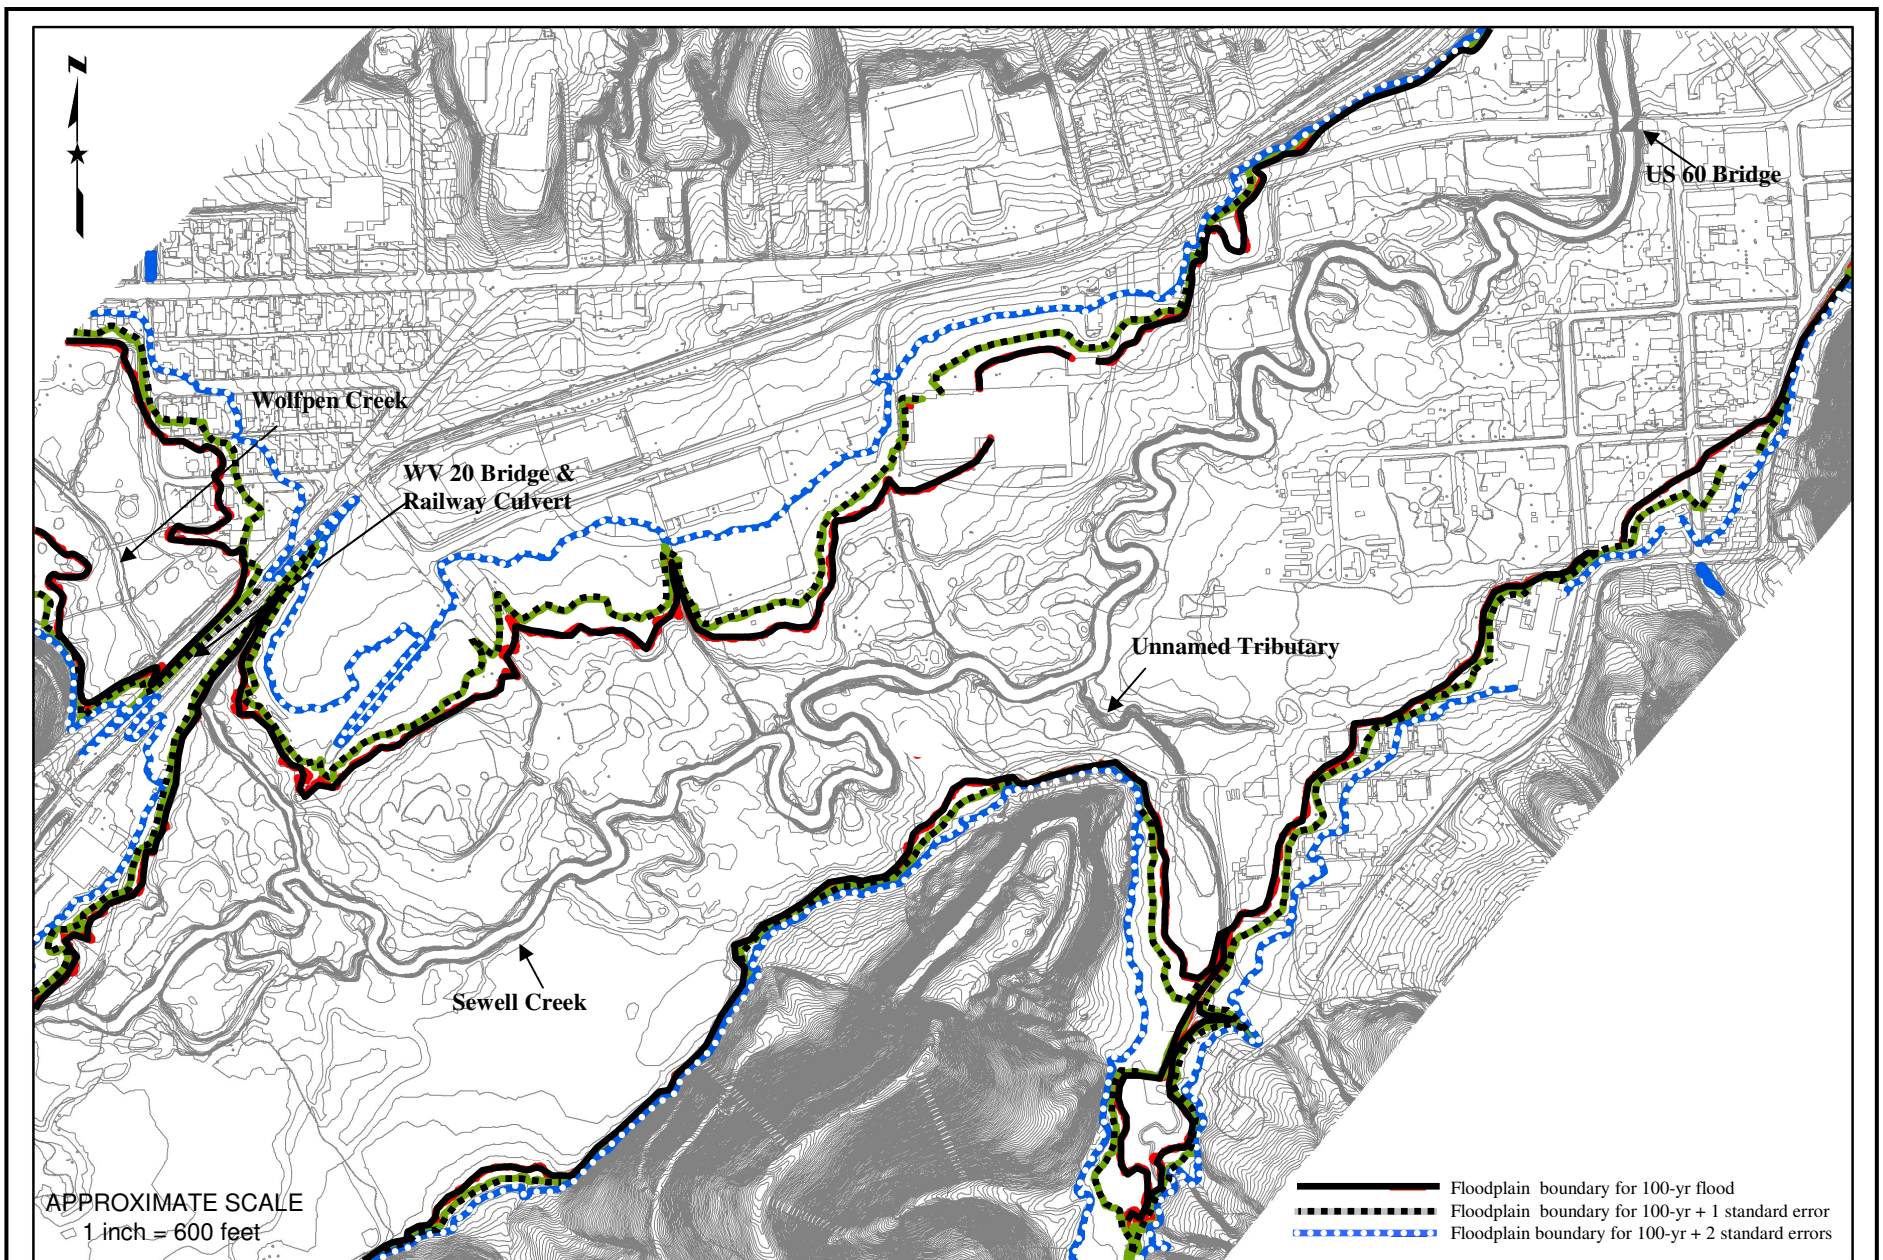 N
US 60 Bridge
Wolfpen Creek
WV 20 Bridge &
Railway Culvert
Unnamed Tributary
Sewell Creek
APPROXIMATE SCALE
1 inch = 600 feet
Floodplain boundary for 100-yr flood
Floodplain boundary for 100-yr + 1 standard error
Floodplain boundary for 100-yr + 2 standard errors